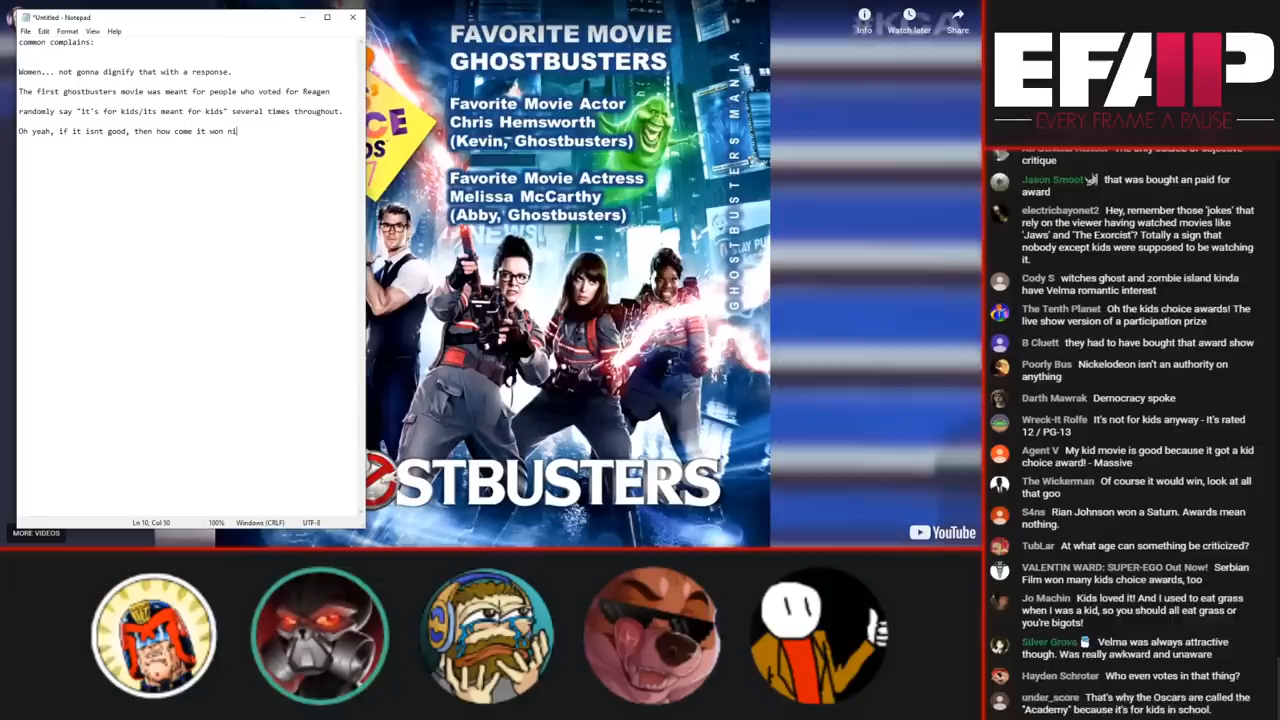 *Untitled - Notepad
File Edit Format View Help
common complains:
Women... not gonna dignify that with a response.
The first ghostbusters movie was meant for people who voted for Reagen
randomly say "it's for kids/its meant for kids" several times throughout.
Oh yeah, if it isnt good, then how come it won ni
Ln 10, Col 50 100% Windows (CRLF) UTF-8
MORE VIDEOS
FAVORITE MOVIE
GHOSTBUSTERS
Favorite Movie Actor
Chris Hemsworth
(Kevin, Ghostbusters)
Favorite Movie Actress
Melissa McCarthy
(Abby, Ghostbusters)
GHOSTBUSTERS MANIA
STBUSTERS
Info
Watch later
Share
YouTube
EFAP
EVERY FRAME A PAUSE
critique
Jason Smoot that was bought an paid for
award
electricbayonet2 Hey, remember those 'jokes' that
rely on the viewer having watched movies like
'Jaws' and 'The Exorcist'? Totally a sign that
nobody except kids were supposed to be watching
it.
Cody S witches ghost and zombie island kinda
have Velma romantic interest
The Tenth Planet Oh the kids choice awards! The
live show version of a participation prize
B Cluett they had to have bought that award show
Poorly Bus Nickelodeon isn't an authority on
anything
Darth Mawrak Democracy spoke
Wreck-It Rolfe It's not for kids anyway - It's rated
12 / PG-13
Agent V My kid movie is good because it got a kid
choice award! - Massive
The Wickerman Of course it would win, look at all
that goo
S4ns Rian Johnson won a Saturn. Awards mean
nothing.
TubLar At what age can something be criticized?
VALENTIN WARD: SUPER-EGO Out Now! Serbian
Film won many kids choice awards, too
Jo Machin Kids loved it! And I used to eat grass
when I was a kid, so you should all eat grass or
you're bigots!
Silver Grove Velma was always attractive
though. Was really awkward and unaware
Hayden Schroter Who even votes in that thing?
under_score That's why the Oscars are called the
"Academy" because it's for kids in school.